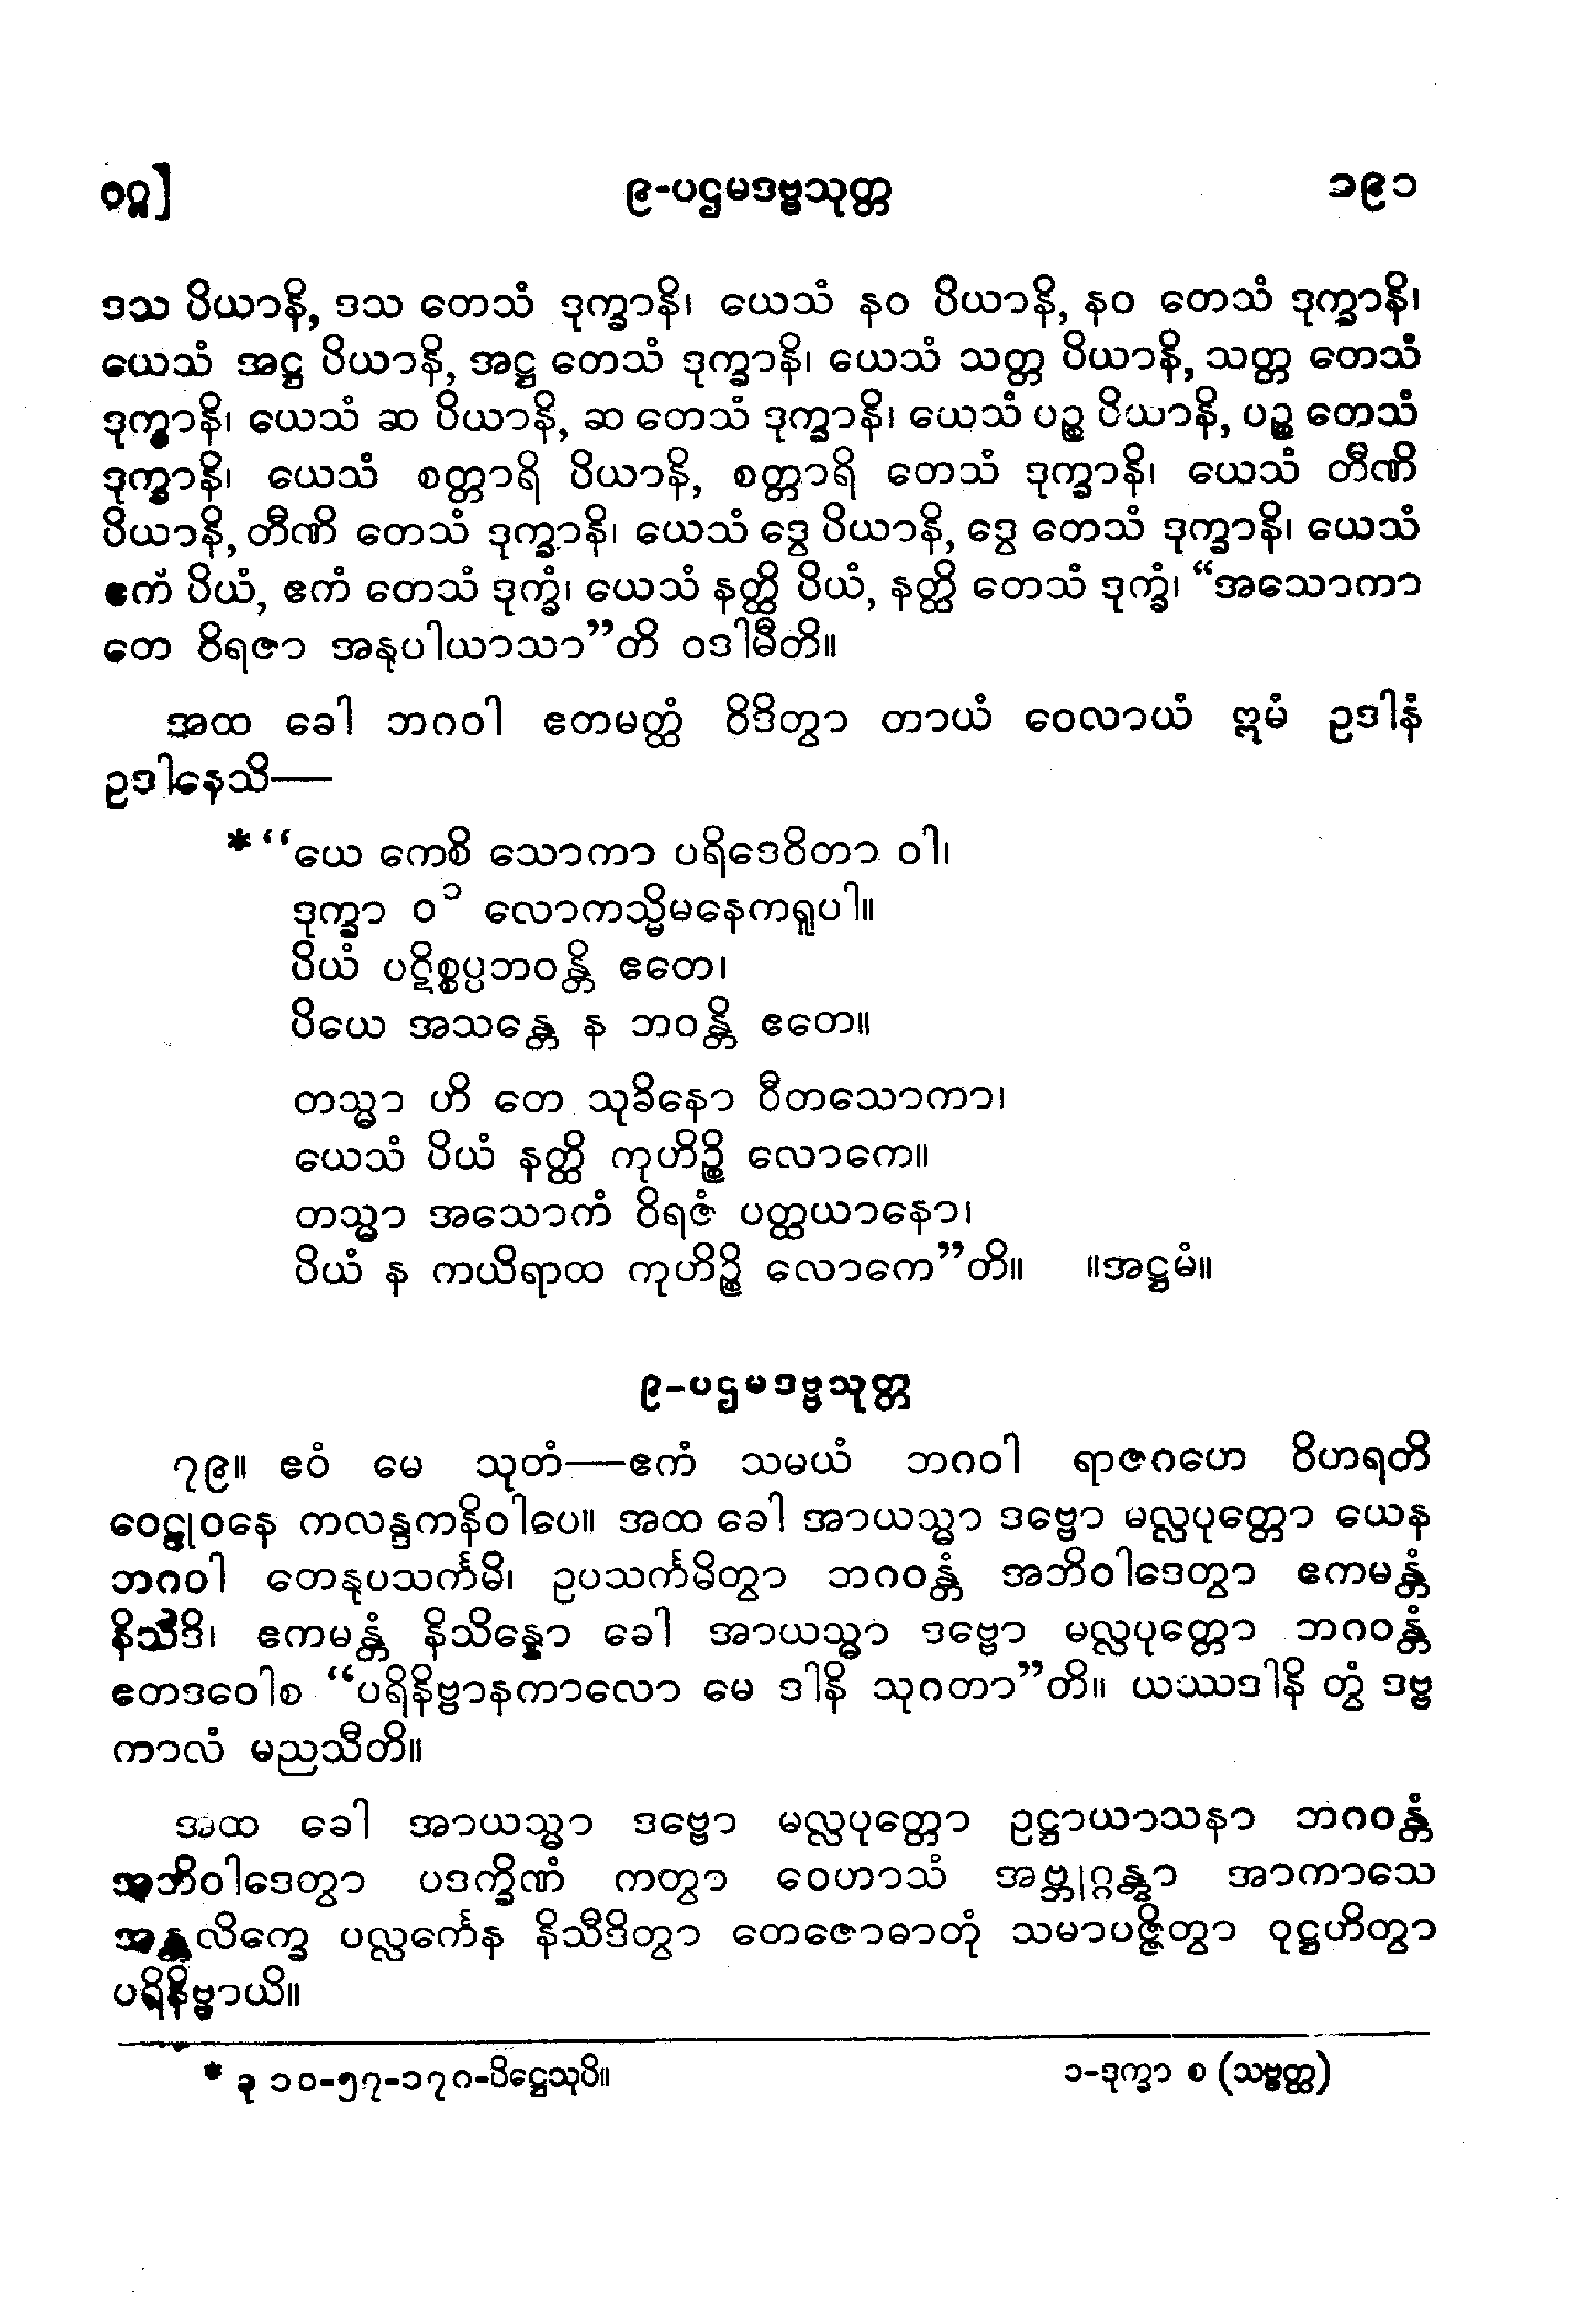 ဝဂ္ဂ]
၉-ပဌမဒဗ္ဗသုတ္တ
၁၉၁
ဒသ ပိယာနိ, ဒသ တေသံ ဒုက္ခာနိ၊ ယေသံ နဝ ပိယာနိ, နဝ တေသံ ဒုက္ခာနိ၊
ယေသံ အဋ္ဌ ပိယာနိ, အဋ္ဌ တေသံ ဒုက္ခာနိ၊ ယေသံ သတ္တ ပိယာနိ, သတ္တ တေသံ
ဒုက္ခာနိ၊ ယေသံ ဆ ပိယာနိ, ဆ တေသံ ဒုက္ခာနိ၊ ယေသံ ပဉ္စ ပိယာနိ, ပဉ္စ တေသံ
ဒုက္ခာနိ၊ ယေသံ စတ္တာရိ ပိယာနိ, စတ္တာရိ တေသံ ဒုက္ခာနိ၊ ယေသံ တီဏိ
ပိယာနိ, တီဏိ တေသံ ဒုက္ခာနိ၊ ယေသံ ဒွေ ပိယာနိ, ဒွေ တေသံ ဒုက္ခာနိ၊ ယေသံ
ဧကံ ပိယံ, ဧကံ တေသံ ဒုက္ခံ၊ ယေသံ နတ္ထိ ပိယံ, နတ္ထိ တေသံ ဒုက္ခံ၊ “အသောကာ
တေ ဝိရဇာ အနုပါယာသာ”တိ ဝဒါမီတိ။
အထ ခေါ ဘဂဝါ ဧတမတ္ထံ ဝိဒိတွာ တာယံ ဝေလာယံ ဣမံ ဥဒါနံ
ဥဒါနေသိ—
*“ယေ ကေစိ သောကာ ပရိဒေဝိတာ ဝါ၊
ဒုက္ခာ ဝ ၁ လောကသ္မိမနေကရူပါ။
ပိယံ ပဋိစ္စပ္ပဘဝန္တိ ဧတေ၊
ပိယေ အသန္တေ န ဘဝန္တိ ဧတေ။
တသ္မာ ဟိ တေ သုခိနော ဝီတသောကာ၊
ယေသံ ပိယံ နတ္ထိ ကုဟိဉ္စိ လောကေ။
တသ္မာ အသောကံ ဝိရဇံ ပတ္ထယာနော၊
ပိယံ န ကယိရာထ ကုဟိဉ္စိ လောကေ”တိ။ ။အဋ္ဌမံ။
၉-ပဌမဒဗ္ဗသုတ္တ
၇၉။ ဧဝံ မေ သုတံ—ဧကံ သမယံ ဘဂဝါ ရာဇဂဟေ ဝိဟရတိ
ဝေဠုဝနေ ကလန္ဒကနိဝါပေ။ အထ ခေါ အာယသ္မာ ဒဗ္ဗော မလ္လပုတ္တော ယေန
ဘဂဝါ တေနုပသင်္ကမိ၊ ဥပသင်္ကမိတွာ ဘဂဝန္တံ အဘိဝါဒေတွာ ဧကမန္တံ
နိသီဒိ၊ ဧကမန္တံ နိသိန္နော ခေါ အာယသ္မာ ဒဗ္ဗော မလ္လပုတ္တော ဘဂဝန္တံ
ဧတဒဝေါစ “ပရိနိဗ္ဗာနကာလော မေ ဒါနိ သုဂတာ”တိ။ ယဿဒါနိ တွံ ဒဗ္ဗ
ကာလံ မညသီတိ။
အထ ခေါ အာယသ္မာ ဒဗ္ဗော မလ္လပုတ္တော ဥဋ္ဌာယာသနာ ဘဂဝန္တံ
အဘိဝါဒေတွာ ပဒက္ခိဏံ ကတွာ ဝေဟာသံ အဗ္ဘုဂ္ဂန္တွာ အာကာသေ
အန္တလိက္ခေ ပလ္လင်္ကေန နိသီဒိတွာ တေဇောဓာတုံ သမာပဇ္ဇိတွာ ဝုဋ္ဌဟိတွာ
ပရိနိဗ္ဗာယိ။
* ခု ၁၀-၅၇-၁၇၈-ပိဋ္ဌေသုပိ။
၁-ဒုက္ခာ စ (သဗ္ဗတ္ထ)